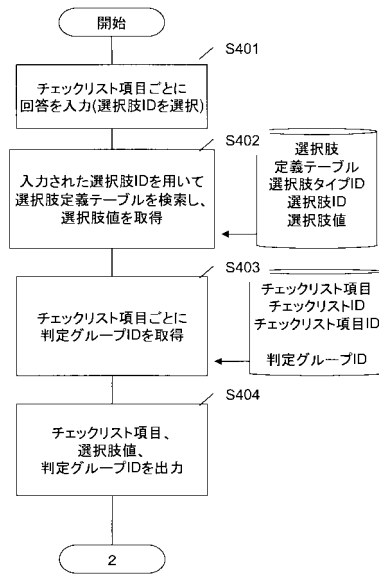 開始
S401
チェックリスト項目ごとに
回答を入力(選択肢IDを選択)
S402
入力された選択肢IDを用いて
選択肢定義テーブルを検索し、
選択肢値を取得
選択肢
定義テーブル
選択肢タイプID
選択肢ID
選択肢値
S403
チェックリスト項目ごとに
判定グループIDを取得
チェックリスト項目
チェックリストID
チェックリスト項目ID
判定グループID
S404
チェックリスト項目、
選択肢値、
判定グループIDを出力
2